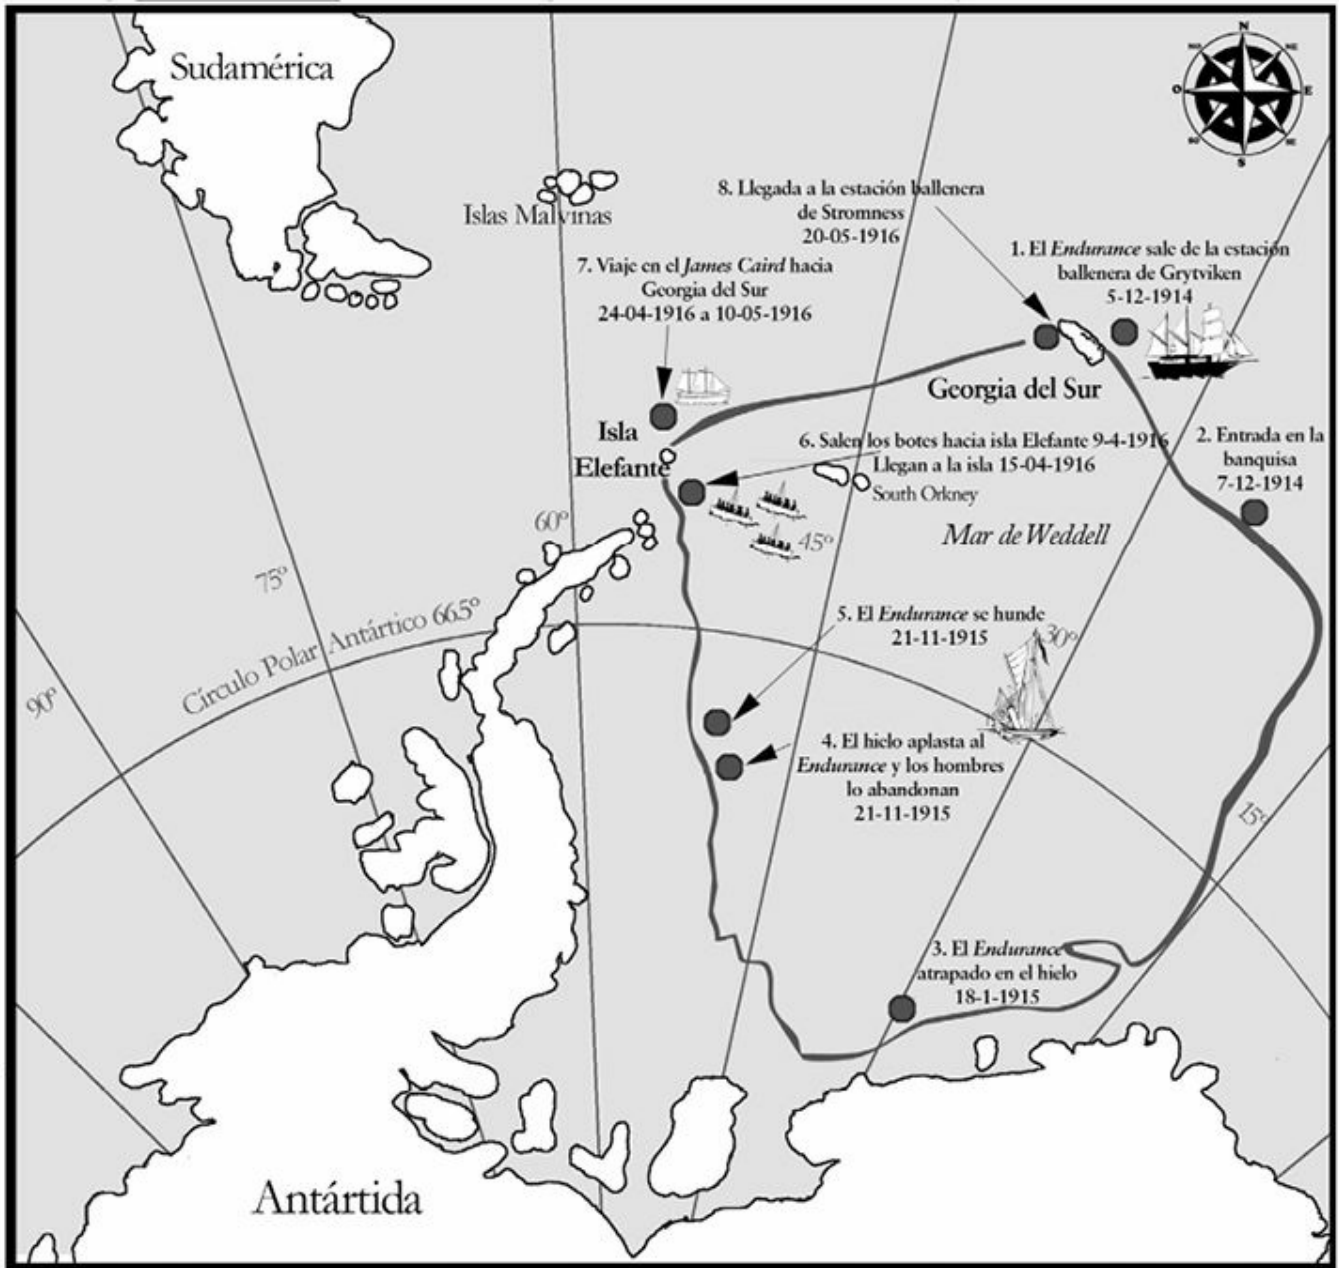 Sudamérica
N
NO
NE
O
E
SO
SE
S
Islas Malvinas
8. Llegada a la estación ballenera
de Stromness
20-05-1916
1. El Endurance sale de la estación
ballenera de Grytviken
5-12-1914
7. Viaje en el James Caird hacia
Georgia del Sur
24-04-1916 a 10-05-1916
Georgia del Sur
Isla
Elefante
6. Salen los botes hacia isla Elefante 9-4-1916
Llegan a la isla 15-04-1916
2. Entrada en la
banquisa
7-12-1914
South Orkney
Mar de Weddell
60º
45º
75º
Círculo Polar Antártico 66.5º
5. El Endurance se hunde
21-11-1915
30º
90º
4. El hielo aplasta al
Endurance y los hombres
lo abandonan
21-11-1915
15º
3. El Endurance
atrapado en el hielo
18-1-1915
Antártida